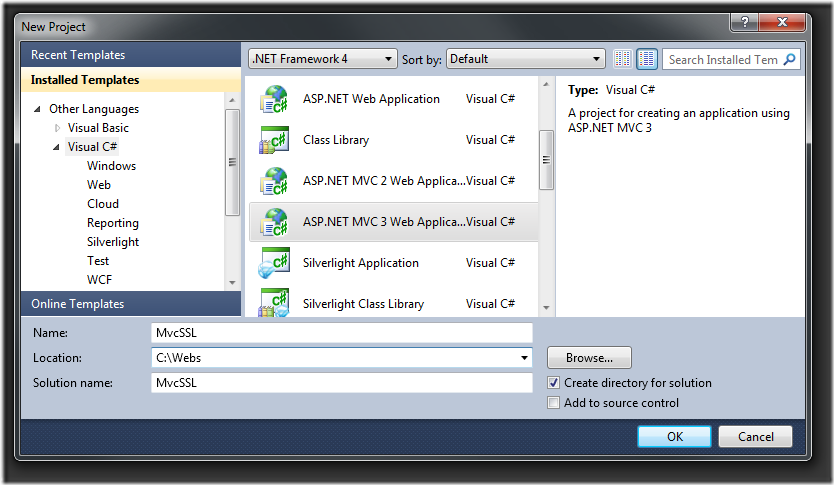 New Project
Recent Templates
Installed Templates
Other Languages
Visual Basic
Visual C#
Windows
Web
Cloud
Reporting
Silverlight
Test
WCF
Online Templates
.NET Framework 4
Sort by: Default
Search Installed Tem
ASP.NET Web Application Visual C#
Class Library Visual C#
ASP.NET MVC 2 Web Applica...Visual C#
ASP.NET MVC 3 Web Applica...Visual C#
Silverlight Application Visual C#
Silverlight Class Library Visual C#
Type: Visual C#
A project for creating an application using
ASP.NET MVC 3
Name: MvcSSL
Location: C:\Webs
Browse...
Solution name: MvcSSL
Create directory for solution
Add to source control
OK Cancel